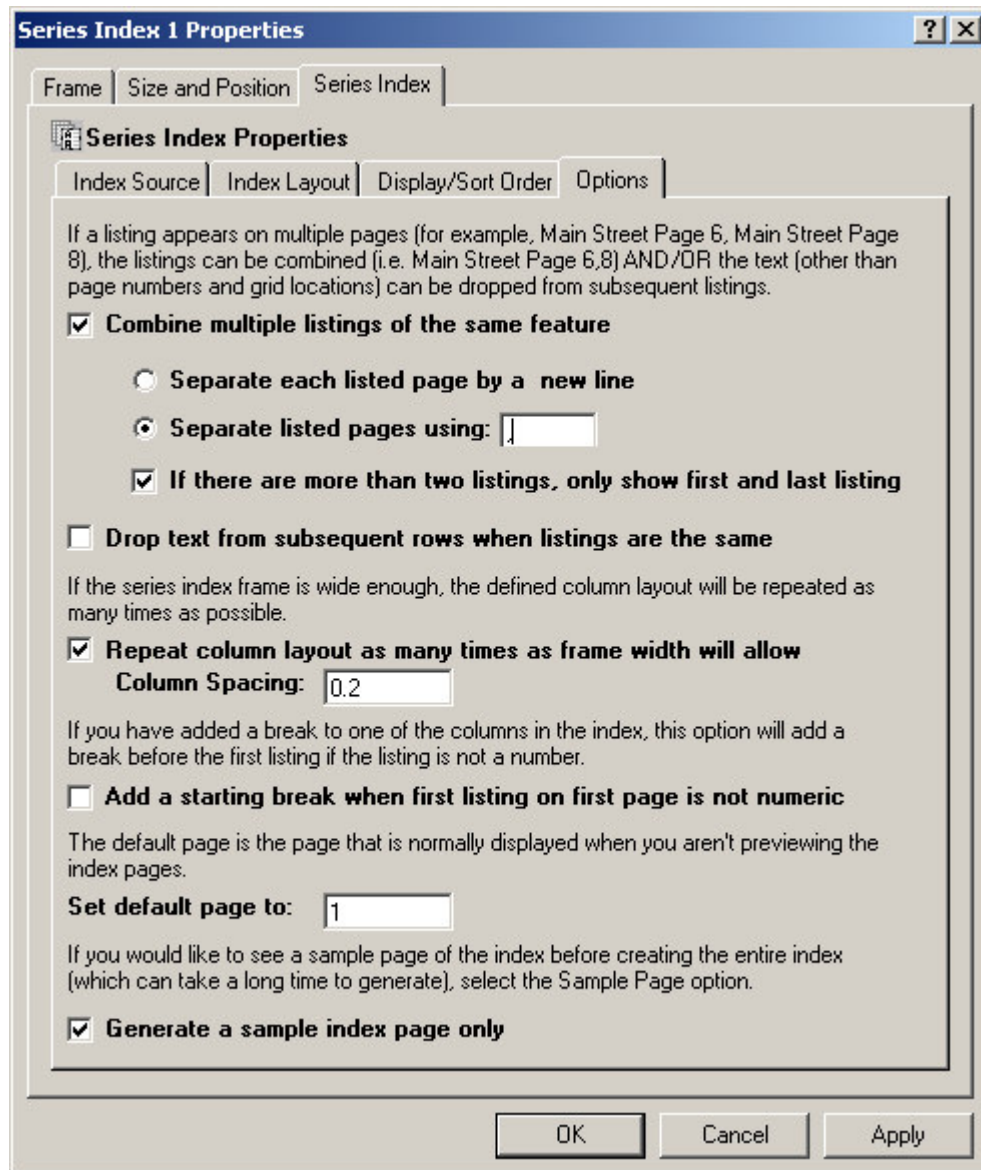 Series Index 1 Properties
Frame Size and Position Series Index
Series Index Properties
Index Source Index Layout Display/Sort Order Options
If a listing appears on multiple pages (for example, Main Street Page 6, Main Street Page
8), the listings can be combined (i.e. Main Street Page 6,8) AND/OR the text (other than
page numbers and grid locations) can be dropped from subsequent listings.
Combine multiple listings of the same feature
Separate each listed page by a new line
Separate listed pages using: ,
If there are more than two listings, only show first and last listing
Drop text from subsequent rows when listings are the same
If the series index frame is wide enough, the defined column layout will be repeated as
many times as possible.
Repeat column layout as many times as frame width will allow
Column Spacing: 0.2
If you have added a break to one of the columns in the index, this option will add a
break before the first listing if the listing is not a number.
Add a starting break when first listing on first page is not numeric
The default page is the page that is normally displayed when you aren't previewing the
index pages.
Set default page to: 1
If you would like to see a sample page of the index before creating the entire index
(which can take a long time to generate), select the Sample Page option.
Generate a sample index page only
OK Cancel Apply